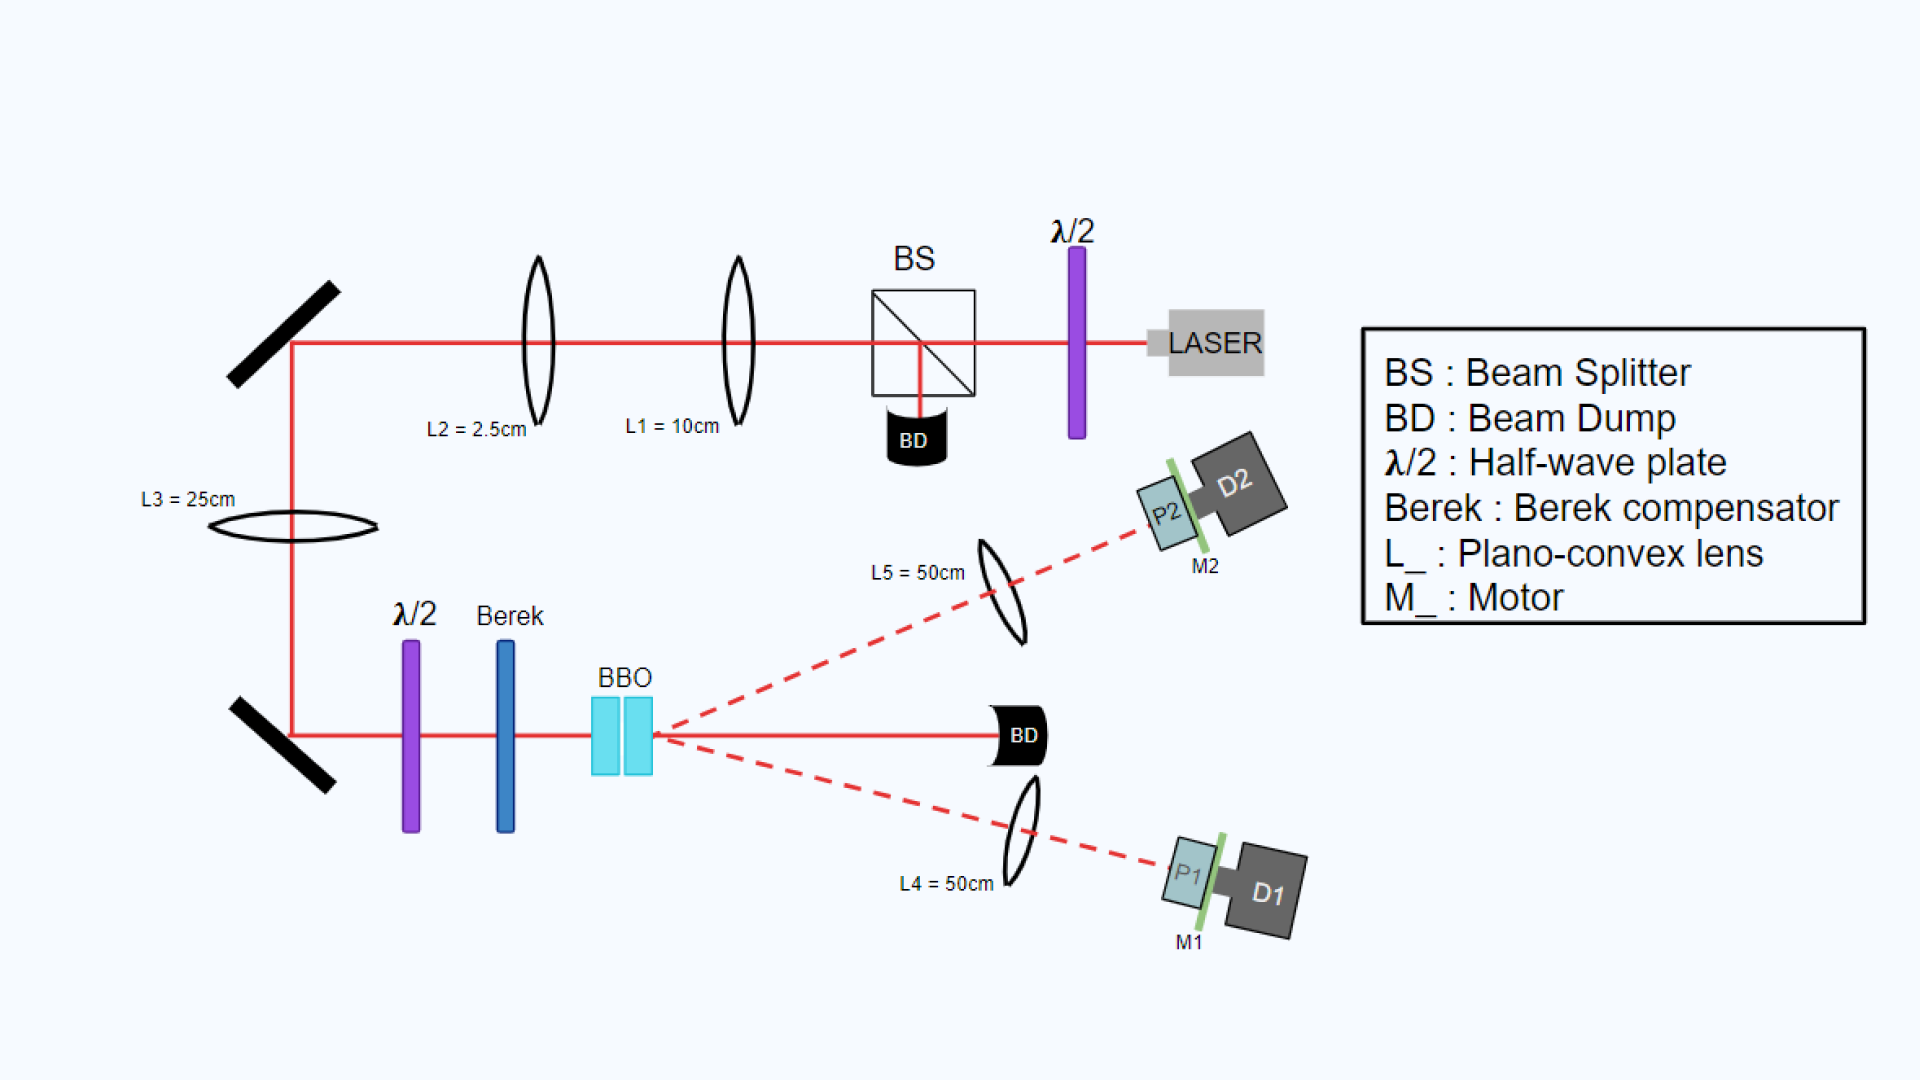 λ/2
BS
LASER
L2 = 2.5cm
L1 = 10cm
BD
BS : Beam Splitter
BD : Beam Dump
λ/2 : Half-wave plate
Berek : Berek compensator
L_ : Plano-convex lens
M_ : Motor
D2
P2
M2
L3 = 25cm
L5 = 50cm
λ/2
Berek
BBO
BD
L4 = 50cm
P1
D1
M1